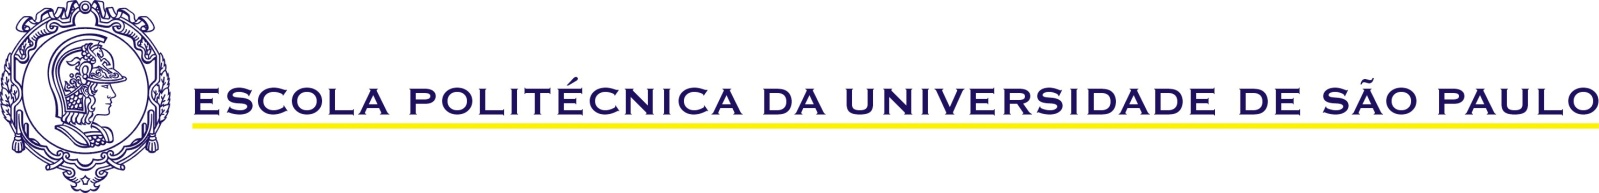 ESCOLA POLITÉCNICA DA UNIVERSIDADE DE SÃO PAULO